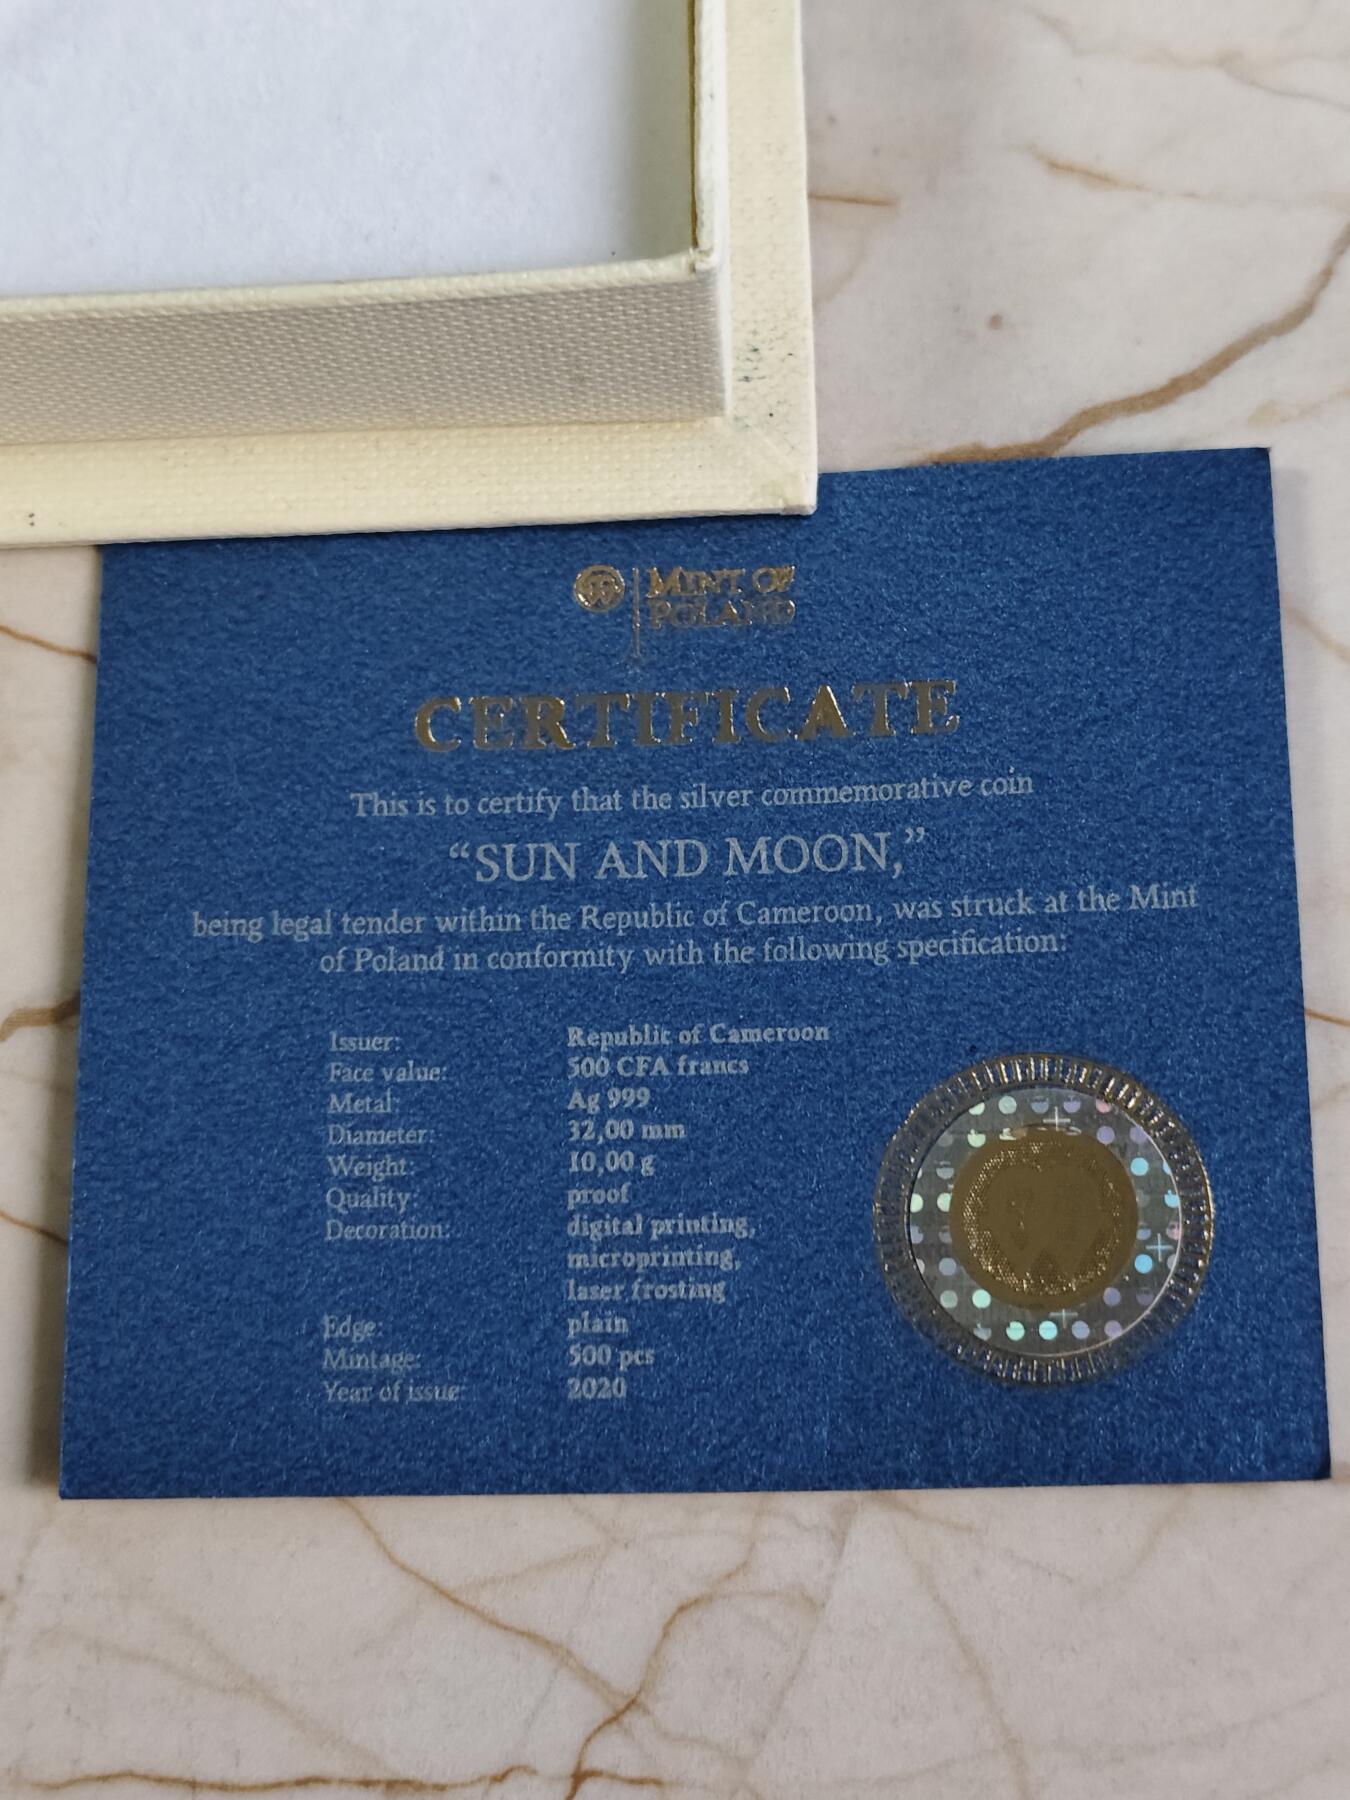 MINT OF
POLAND
CERTIFICATE
This is to certify that the silver commemorative coin
“SUN AND MOON,”
being legal tender within the Republic of Cameroon, was struck at the Mint
of Poland in conformity with the following specification:
Issuer: Republic of Cameroon
Face value: 500 CFA francs
Metal: Ag 999
Diameter: 32,00 mm
Weight: 10,00 g
Quality: proof
Decoration: digital printing,
microprinting,
laser frosting
Edge: plain
Mintage: 500 pcs
Year of issue: 2020